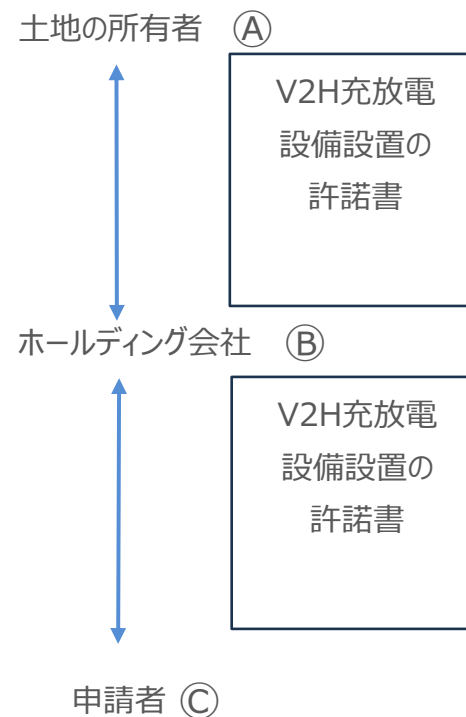 土地の所有者 Ⓐ
V2H充放電
設備設置の
許諾書
ホールディング会社 Ⓑ
V2H充放電
設備設置の
許諾書
申請者 Ⓒ